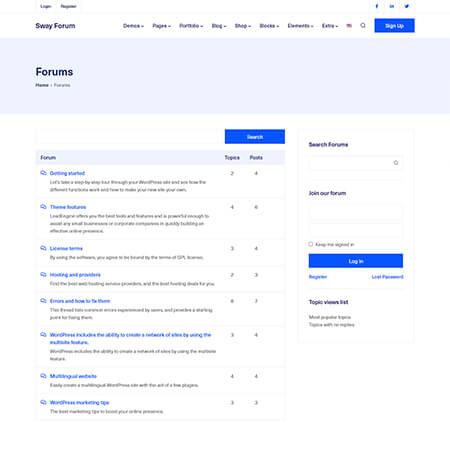 Login Register
Sway Forum Demos Pages Portfolio Blog Shop Blocks Elements Extra Sign Up
Forums
Home Forums
Search
Forum Topics Posts
Getting started 2 4
Let's take a step-by-step tour through your WordPress site and see how the
different functions work and how to make your new site your own.
Theme features 4 6
LeadEngine offers you the best tools and features and is powerful enough to
assist any small businesses or corporate companies in quickly building an
effective online presence.
License terms 3 4
By using the software, you agree to be bound by the terms of GPL license.
Hosting and providers 2 3
Find the best web hosting service providers, and the best hosting deals for you.
Errors and how to fix them 6 7
This thread lists common errors experienced by users, and provides a starting
point for fixing them.
WordPress includes the ability to create a network of sites by using the 3 4
multisite feature.
WordPress includes the ability to create a network of sites by using the multisite
feature.
Multilingual website 4 4
Easily create a multilingual WordPress site with the aid of a few plugins.
WordPress marketing tips 3 3
The best marketing tips to boost your online presence.
Search Forums
Join our forum
Keep me signed in
Log In
Register Lost Password
Topic views list
Most popular topics
Topics with no replies